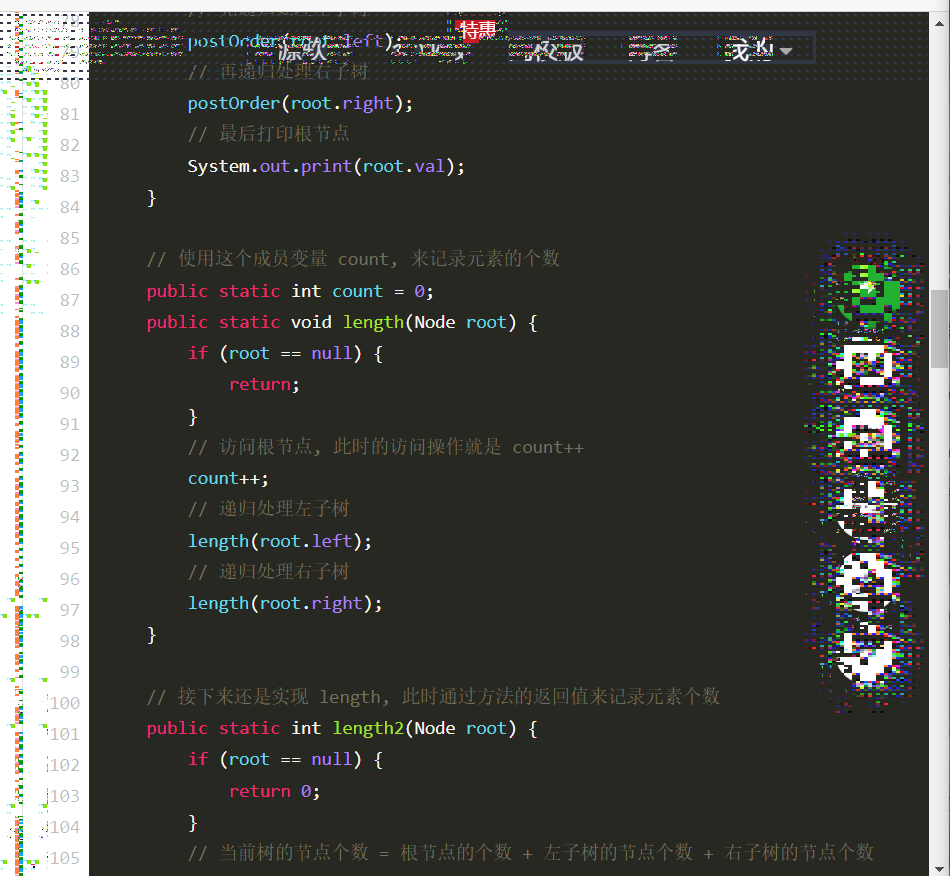 特惠
postOrder(root.left);
// 再递归处理右子树
80
81 postOrder(root.right);
82 // 最后打印根节点
83 System.out.print(root.val);
84 }
85
86 // 使用这个成员变量 count, 来记录元素的个数
87 public static int count = 0;
88 public static void length(Node root) {
89 if (root == null) {
90 return;
91 }
92 // 访问根节点, 此时的访问操作就是 count++
93 count++;
94 // 递归处理左子树
95 length(root.left);
96 // 递归处理右子树
97 length(root.right);
98 }
99
100 // 接下来还是实现 length, 此时通过方法的返回值来记录元素个数
101 public static int length2(Node root) {
102 if (root == null) {
103 return 0;
104 }
105 // 当前树的节点个数 = 根节点的个数 + 左子树的节点个数 + 右子树的节点个数